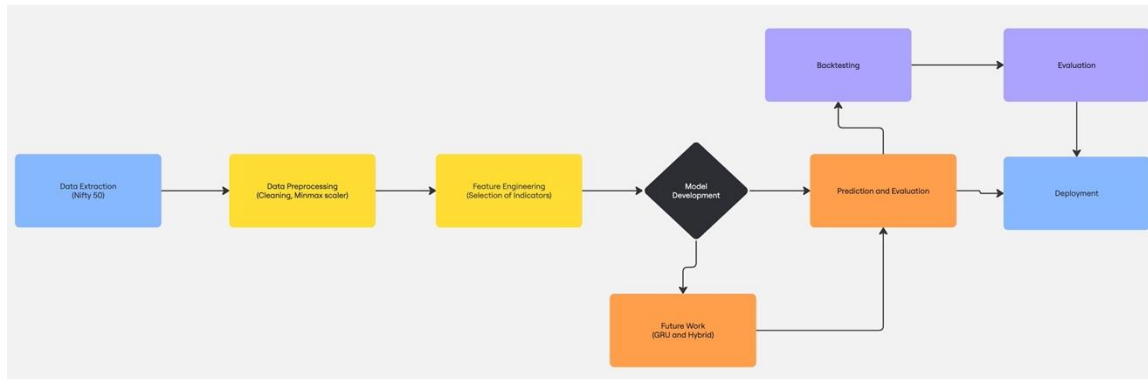 Backtesting
Evaluation
Data Extraction
(Nifty 50)
Data Preprocessing
(Cleaning, Minmax scaler)
Feature Engineering
(Selection of indicators)
Model
Development
Prediction and Evaluation
Deployment
Future Work
(GRU and Hybrid)